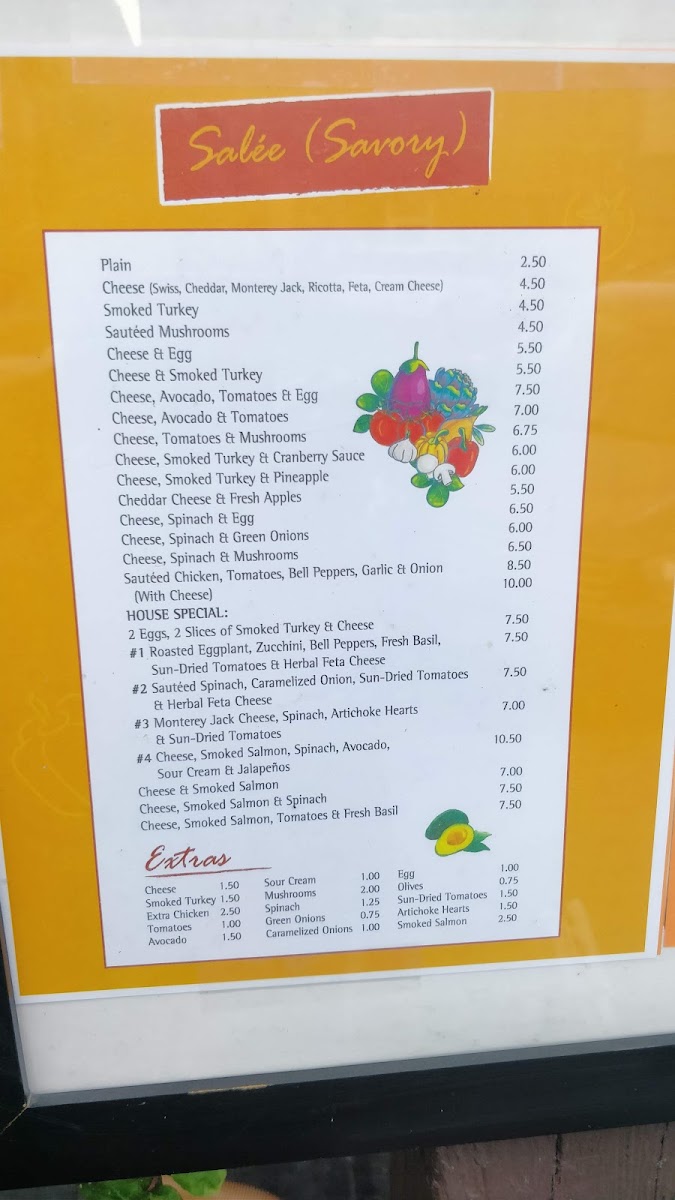 Salée (Savory)
Plain 2.50
Cheese (Swiss, Cheddar, Monterey Jack, Ricotta, Feta, Cream Cheese) 4.50
Smoked Turkey 4.50
Sautéed Mushrooms 4.50
Cheese & Egg 5.50
Cheese & Smoked Turkey 5.50
Cheese, Avocado, Tomatoes & Egg 7.50
Cheese, Avocado & Tomatoes 7.00
Cheese, Tomatoes & Mushrooms 6.75
Cheese, Smoked Turkey & Cranberry Sauce 6.00
Cheese, Smoked Turkey & Pineapple 6.00
Cheddar Cheese & Fresh Apples 5.50
Cheese, Spinach & Egg 6.50
Cheese, Spinach & Green Onions 6.00
Cheese, Spinach & Mushrooms 6.50
Sautéed Chicken, Tomatoes, Bell Peppers, Garlic & Onion 8.50
(With Cheese) 10.00
HOUSE SPECIAL:
2 Eggs, 2 Slices of Smoked Turkey & Cheese 7.50
#1 Roasted Eggplant, Zucchini, Bell Peppers, Fresh Basil, 7.50
Sun-Dried Tomatoes & Herbal Feta Cheese
#2 Sautéed Spinach, Caramelized Onion, Sun-Dried Tomatoes 7.50
& Herbal Feta Cheese
#3 Monterey Jack Cheese, Spinach, Artichoke Hearts 7.00
& Sun-Dried Tomatoes
#4 Cheese, Smoked Salmon, Spinach, Avocado, 10.50
Sour Cream & Jalapeños
Cheese & Smoked Salmon 7.00
Cheese, Smoked Salmon & Spinach 7.50
Cheese, Smoked Salmon, Tomatoes & Fresh Basil 7.50
Extras
Cheese 1.50 Sour Cream 1.00 Egg 1.00
Smoked Turkey 1.50 Mushrooms 2.00 Olives 0.75
Extra Chicken 2.50 Spinach 1.25 Sun-Dried Tomatoes 1.50
Tomatoes 1.00 Green Onions 0.75 Artichoke Hearts 1.50
Avocado 1.50 Caramelized Onions 1.00 Smoked Salmon 2.50